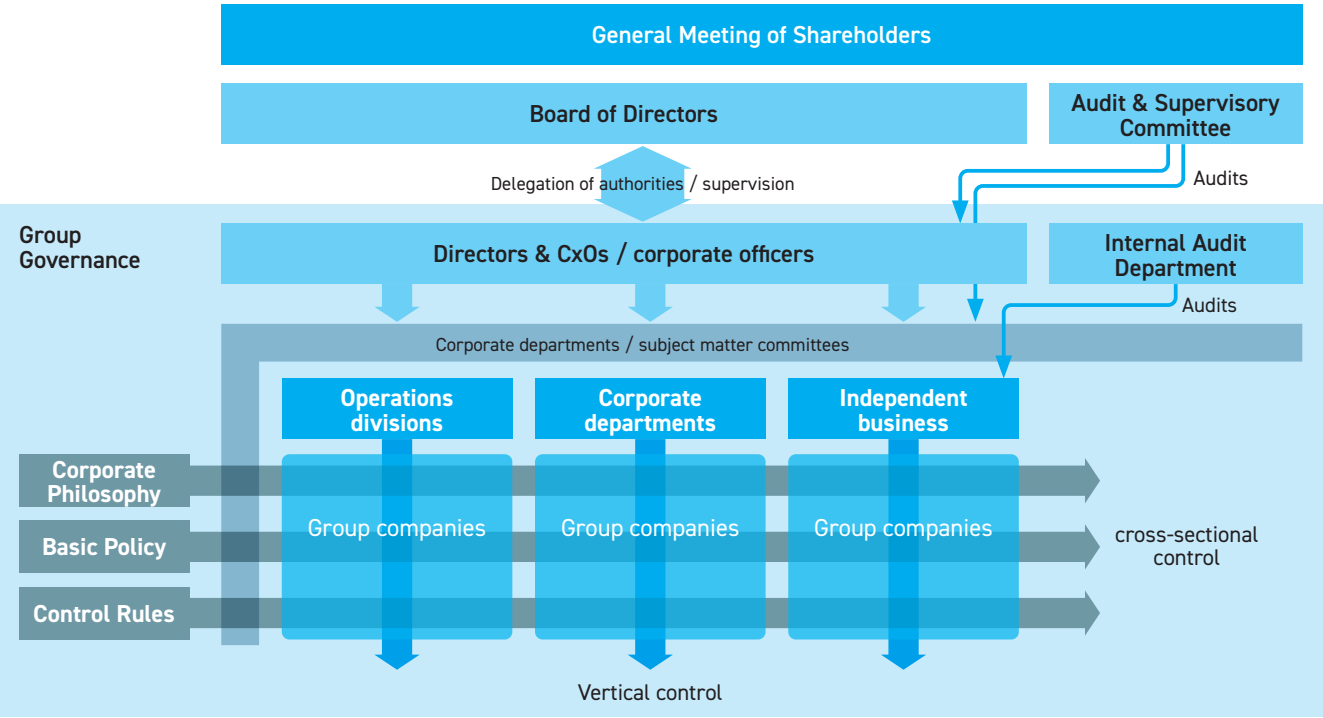 General Meeting of Shareholders
Board of Directors
Audit & Supervisory
Committee
Delegation of authorities / supervision
Audits
Group
Governance
Directors & CxOs / corporate officers
Internal Audit
Department
Audits
Corporate departments / subject matter committees
Operations
divisions
Corporate
departments
Independent
business
Corporate
Philosophy
Basic Policy
Control Rules
Group companies
Group companies
Group companies
cross-sectional
control
Vertical control